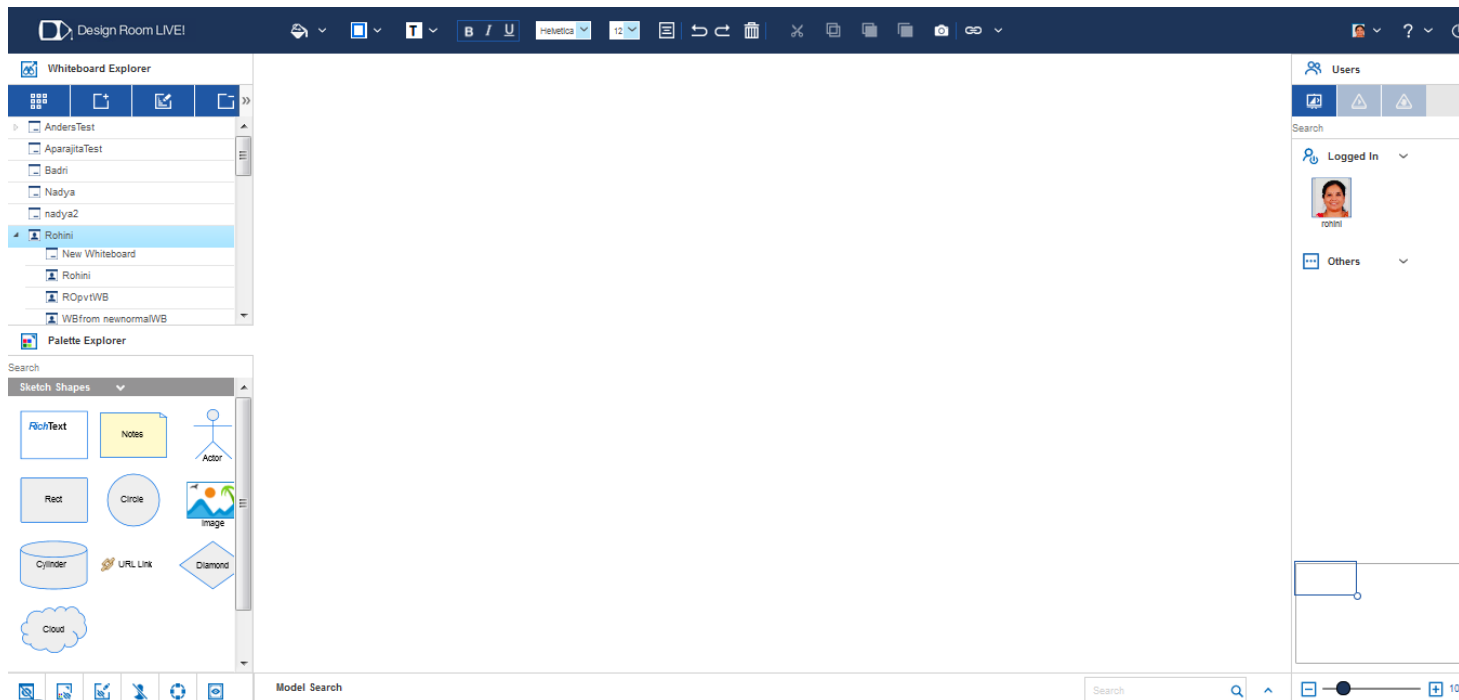 Design Room LIVE!
T
B I U
Helvetica
12
?
Whiteboard Explorer
»
AndersTest
AparajitaTest
Badri
Nadya
nadya2
Rohini
New Whiteboard
Rohini
ROpvtWB
WBfrom newnormalWB
Palette Explorer
Search
Sketch Shapes
RichText
Notes
Actor
Rect
Circle
Image
Cylinder
URL Link
Diamond
Cloud
Model Search
Search
Users
Search
Logged In
rohini
Others
10